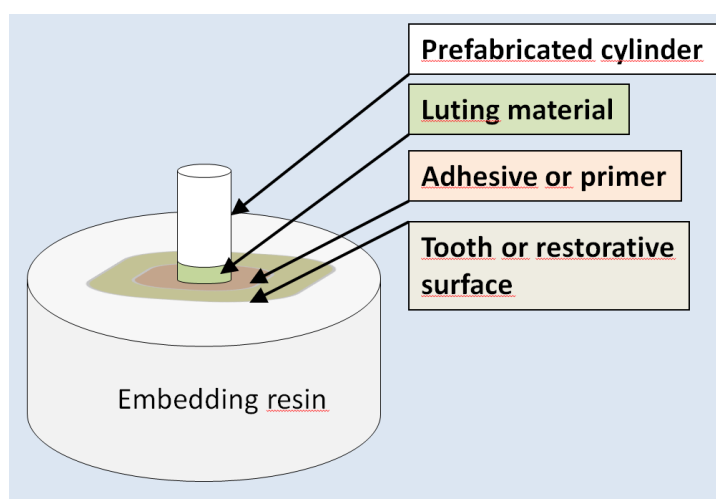 Prefabricated cylinder
Luting material
Adhesive or primer
Tooth or restorative
surface
Embedding resin